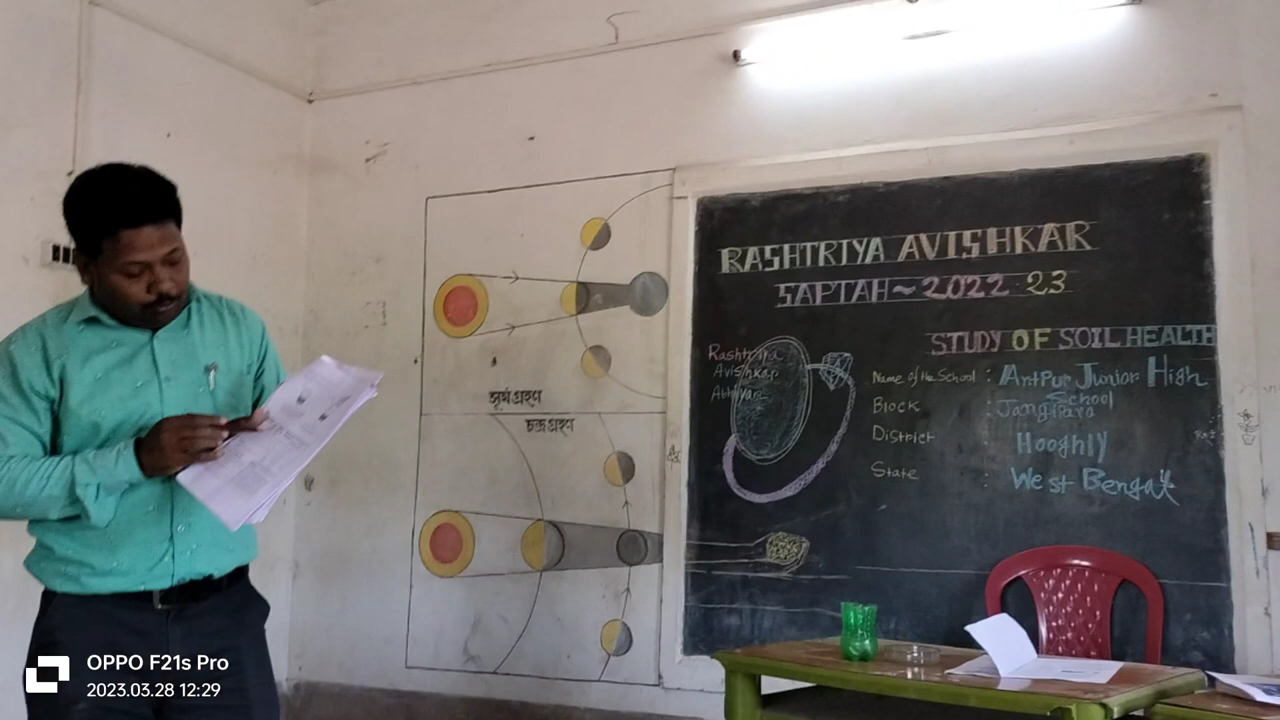 RASHTRIYA AVISHKAR
SAPTAH~2022-23
STUDY OF SOIL HEALTH
Rashtriya
Avishkar
Abhiyan
Name of the School : Antpur Junior High
School
Block : Jangipara
District : Hooghly
State : West Bengal
সূর্যগ্রহণ
চন্দ্রগ্রহণ
OPPO F21s Pro
2023.03.28 12:29